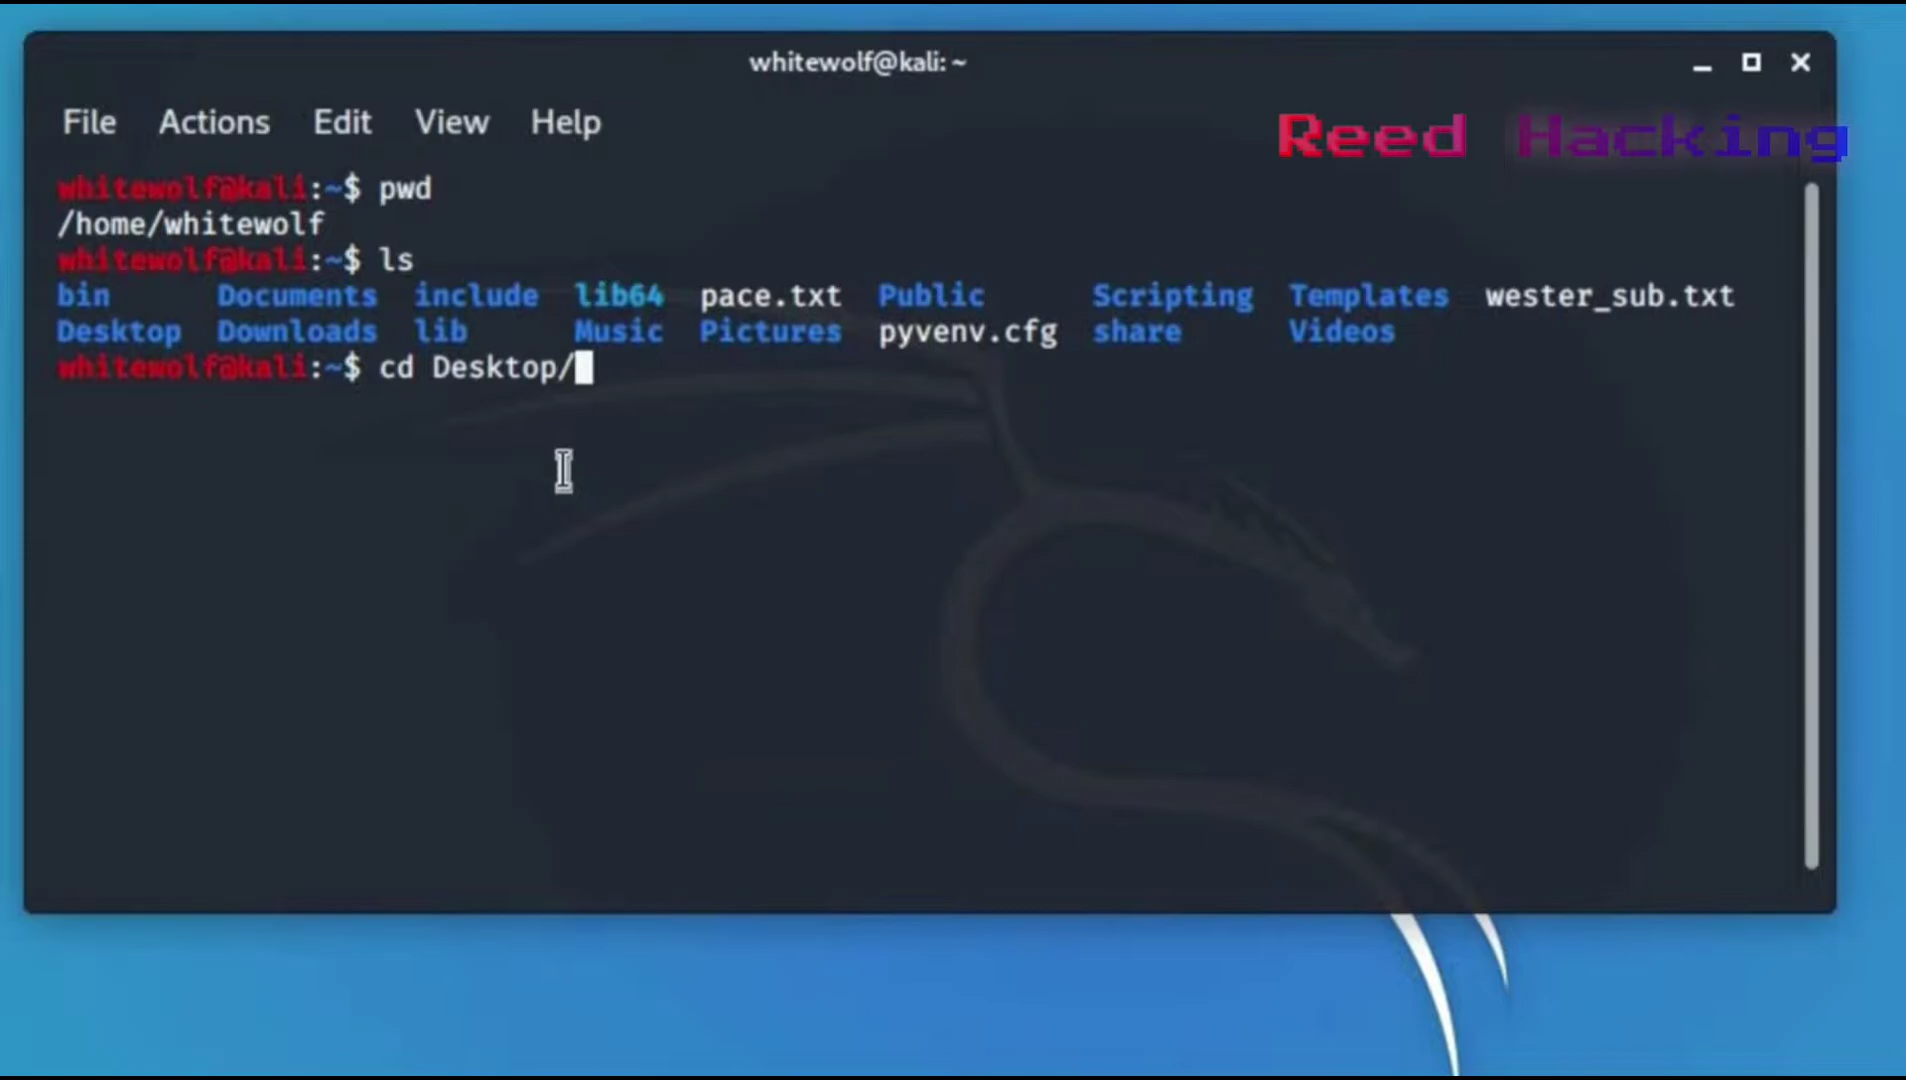 whitewolf@kali: ~
File Actions Edit View Help
Reed Hacking
whitewolf@kali:~$ pwd
/home/whitewolf
whitewolf@kali:~$ ls
bin Documents include lib64 pace.txt Public Scripting Templates wester_sub.txt
Desktop Downloads lib Music Pictures pyvenv.cfg share Videos
whitewolf@kali:~$ cd Desktop/